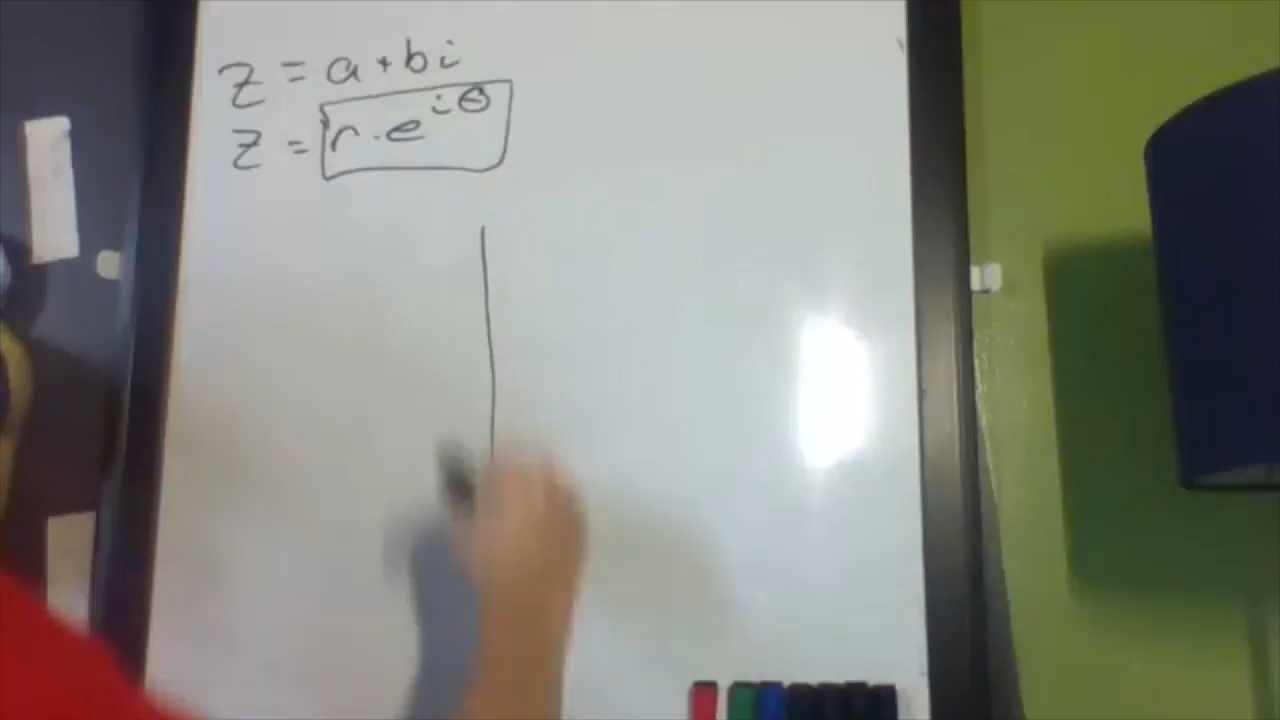 z = a + bi
z = r · e^{iθ}